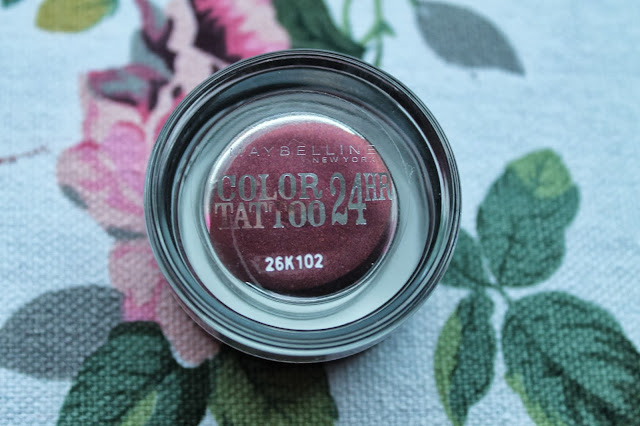 MAYBELLINE
NEW YORK
COLOR
TATTOO 24HR
26K102